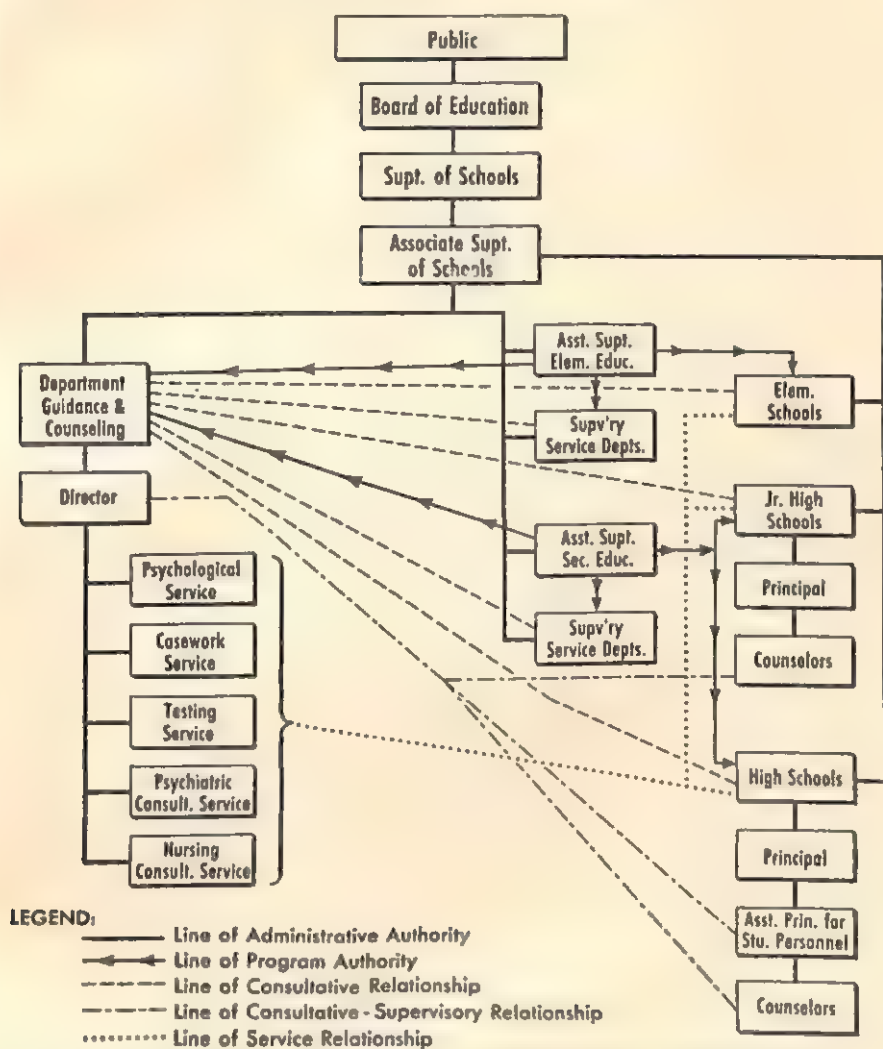 Public
Board of Education
Supt. of Schools
Associate Supt.
of Schools
Department
Guidance &
Counseling
Director
Psychological
Service
Casework
Service
Testing
Service
Psychiatric
Consult. Service
Nursing
Consult. Service
Asst. Supt.
Elem. Educ.
Supv'ry
Service Depts.
Asst. Supt.
Sec. Educ.
Supv'ry
Service Depts.
Elem.
Schools
Jr. High
Schools
Principal
Counselors
High Schools
Principal
Asst. Prin. for
Stu. Personnel
Counselors
LEGEND:
Line of Administrative Authority
Line of Program Authority
Line of Consultative Relationship
Line of Consultative - Supervisory Relationship
Line of Service Relationship